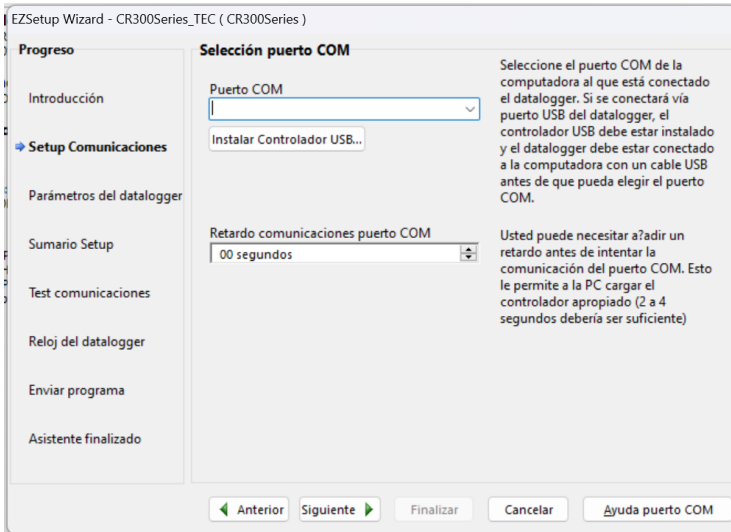 EZSetup Wizard - CR300Series_TEC ( CR300Series )
Progreso
Introducción
Setup Comunicaciones
Parámetros del datalogger
Sumario Setup
Test comunicaciones
Reloj del datalogger
Enviar programa
Asistente finalizado
Selección puerto COM
Puerto COM
Instalar Controlador USB...
Retardo comunicaciones puerto COM
00 segundos
Seleccione el puerto COM de la
computadora al que está conectado
el datalogger. Si se conectará vía
puerto USB del datalogger, el
controlador USB debe estar instalado
y el datalogger debe estar conectado
a la computadora con un cable USB
antes de que pueda elegir el puerto
COM.
Usted puede necesitar a?adir un
retardo antes de intentar la
comunicación del puerto COM. Esto
le permite a la PC cargar el
controlador apropiado (2 a 4
segundos debería ser suficiente)
Anterior
Siguiente
Finalizar
Cancelar
Ayuda puerto COM